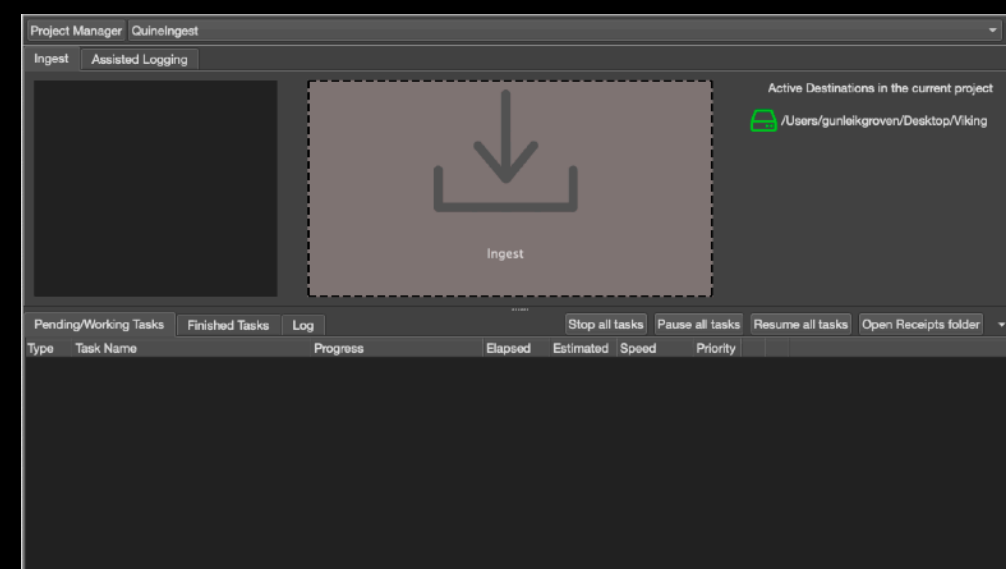 Project Manager QuineIngest
Ingest Assisted Logging
Active Destinations in the current project
/Users/gunleikgroven/Desktop/Viking
Ingest
Pending/Working Tasks Finished Tasks Log Stop all tasks Pause all tasks Resume all tasks Open Receipts folder
Type Task Name Progress Elapsed Estimated Speed Priority